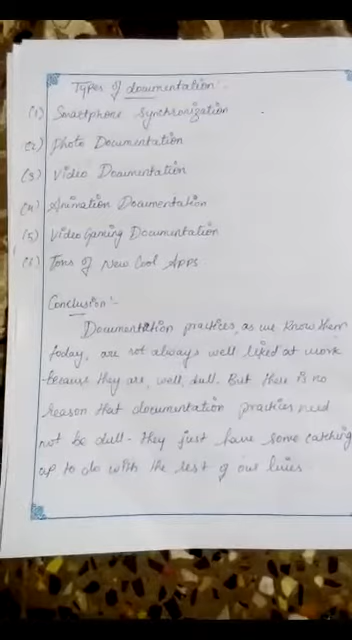 Types of documentation :-
(1) Smartphone synchronization
(2) Photo Documentation
(3) Video Documentation
(4) Animation Documentation
(5) Video Gaming Documentation
(6) Tons of New Cool Apps.
Conclusion :-
Documentation practices, as we know them
today, are not always well liked at work
because they are, well, dull. But there is no
reason that documentation practices need
not be dull - they just have some catching
up to do with the rest of our lives